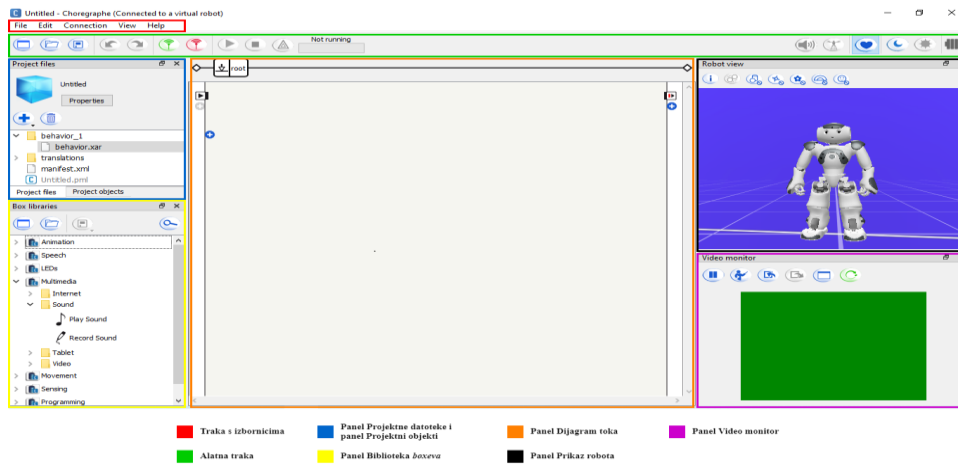 Untitled - Choregraphe (Connected to a virtual robot)
File Edit Connection View Help
Not running
Project files
Untitled
Properties
behavior_1
behavior.xar
translations
manifest.xml
Untitled.pml
Project files Project objects
Box libraries
Animation
Speech
LEDs
Multimedia
Internet
Sound
Play Sound
Record Sound
Tablet
Video
Movement
Sensing
Programming
root
Robot view
Video monitor
Traka s izbornicima
Alatna traka
Panel Projektne datoteke i
panel Projektni objekti
Panel Biblioteka boxeva
Panel Dijagram toka
Panel Prikaz robota
Panel Video monitor